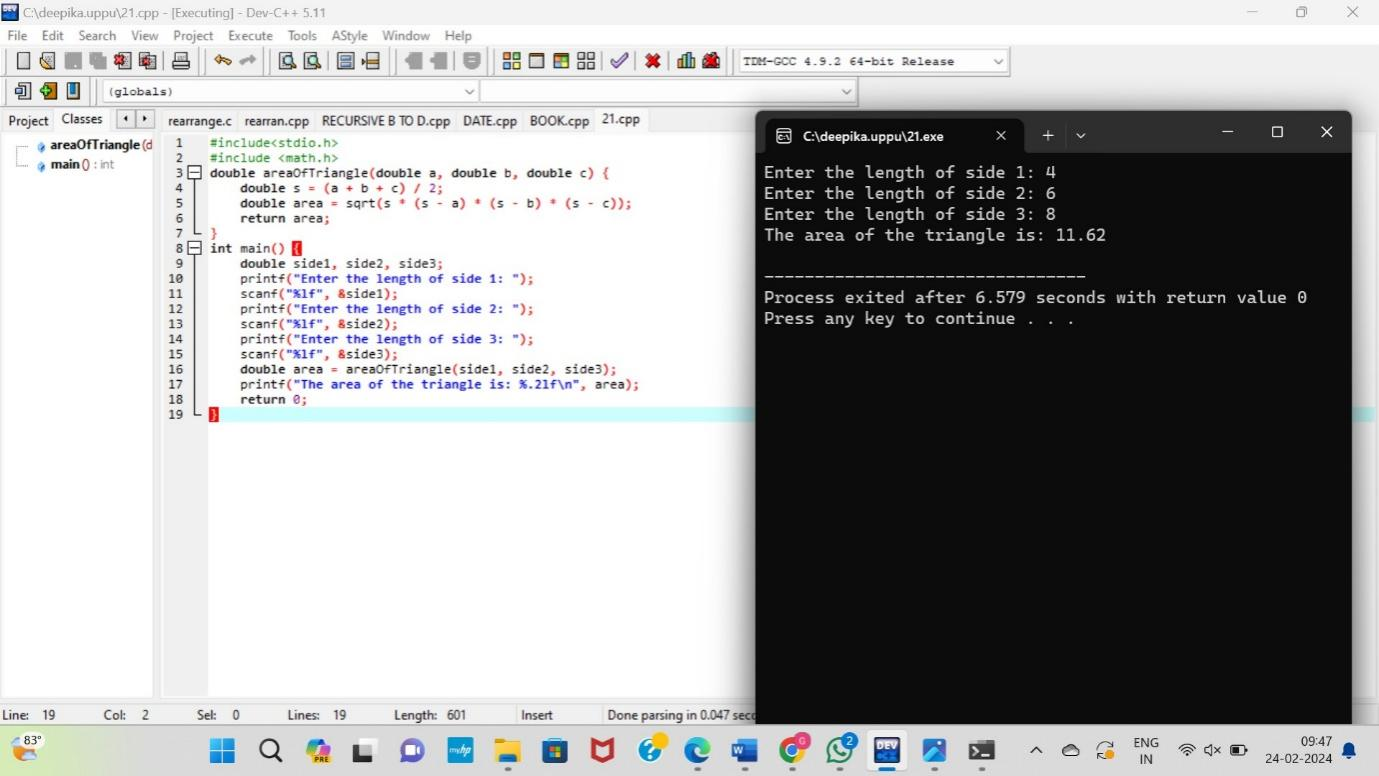 C:\deepika.uppu\21.cpp - [Executing] - Dev-C++ 5.11
File Edit Search View Project Execute Tools AStyle Window Help
TDM-GCC 4.9.2 64-bit Release
(globals)
Project Classes
areaOfTriangle (d
main () : int
rearrange.c rearran.cpp RECURSIVE B TO D.cpp DATE.cpp BOOK.cpp 21.cpp
1 #include<stdio.h>
2 #include <math.h>
3 double areaOfTriangle(double a, double b, double c) {
4 double s = (a + b + c) / 2;
5 double area = sqrt(s * (s - a) * (s - b) * (s - c));
6 return area;
7 }
8 int main() {
9 double side1, side2, side3;
10 printf("Enter the length of side 1: ");
11 scanf("%lf", &side1);
12 printf("Enter the length of side 2: ");
13 scanf("%lf", &side2);
14 printf("Enter the length of side 3: ");
15 scanf("%lf", &side3);
16 double area = areaOfTriangle(side1, side2, side3);
17 printf("The area of the triangle is: %.2lf\n", area);
18 return 0;
19 }
C:\deepika.uppu\21.exe
Enter the length of side 1: 4
Enter the length of side 2: 6
Enter the length of side 3: 8
The area of the triangle is: 11.62
--------------------------------
Process exited after 6.579 seconds with return value 0
Press any key to continue . . .
Line: 19 Col: 2 Sel: 0 Lines: 19 Length: 601 Insert Done parsing in 0.047 seco
83°
PRE
myhp
W
G
2
DEV
ENG
IN
09:47
24-02-2024